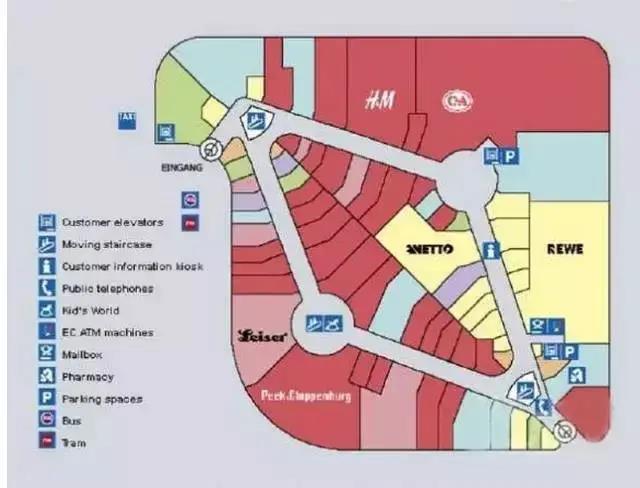 H&M
C&A
TAXI
P
EINGANG
NETTO
REWE
i
Leiser
P
Peek&Cloppenburg
Customer elevators
Moving staircase
i Customer information kiosk
Public telephones
Kid's World
EC ATM machines
Mailbox
Pharmacy
P Parking spaces
Bus
Tram